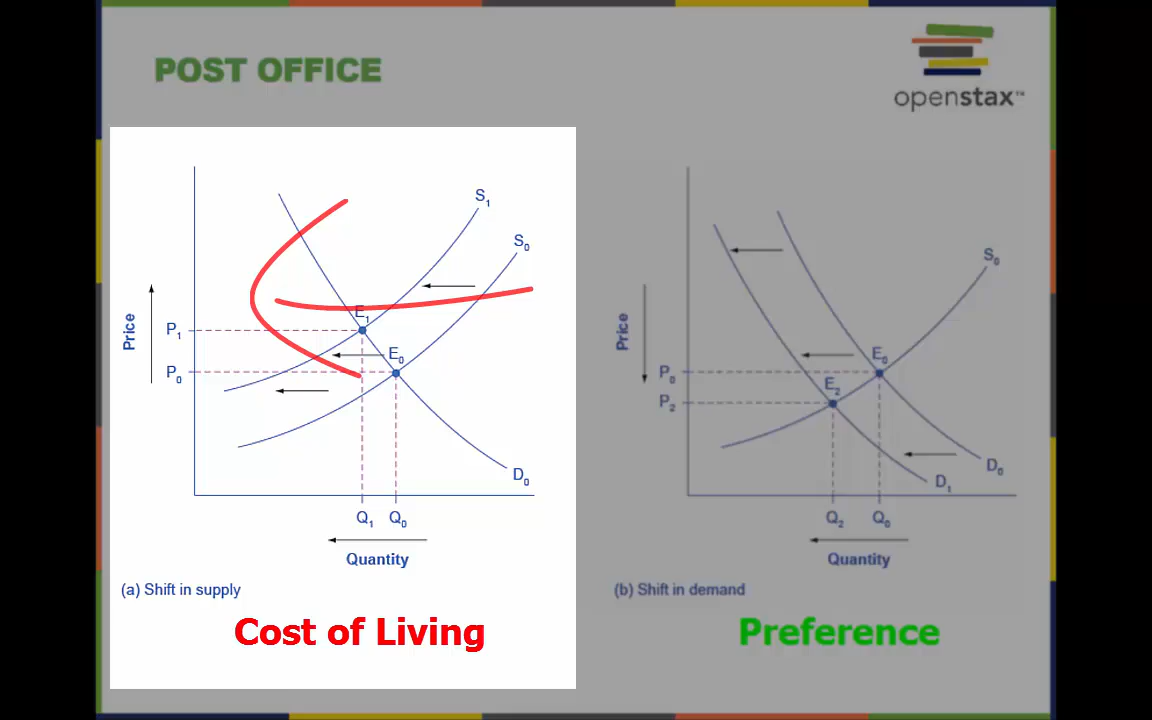 POST OFFICE
openstax™
S₁
S₀
E₁
P₁
E₀
P₀
Price
D₀
Q₁ Q₀
Quantity
(a) Shift in supply
Cost of Living
S₀
Price
E₀
P₀
E₂
P₂
D₀
D₁
Q₂ Q₀
Quantity
(b) Shift in demand
Preference